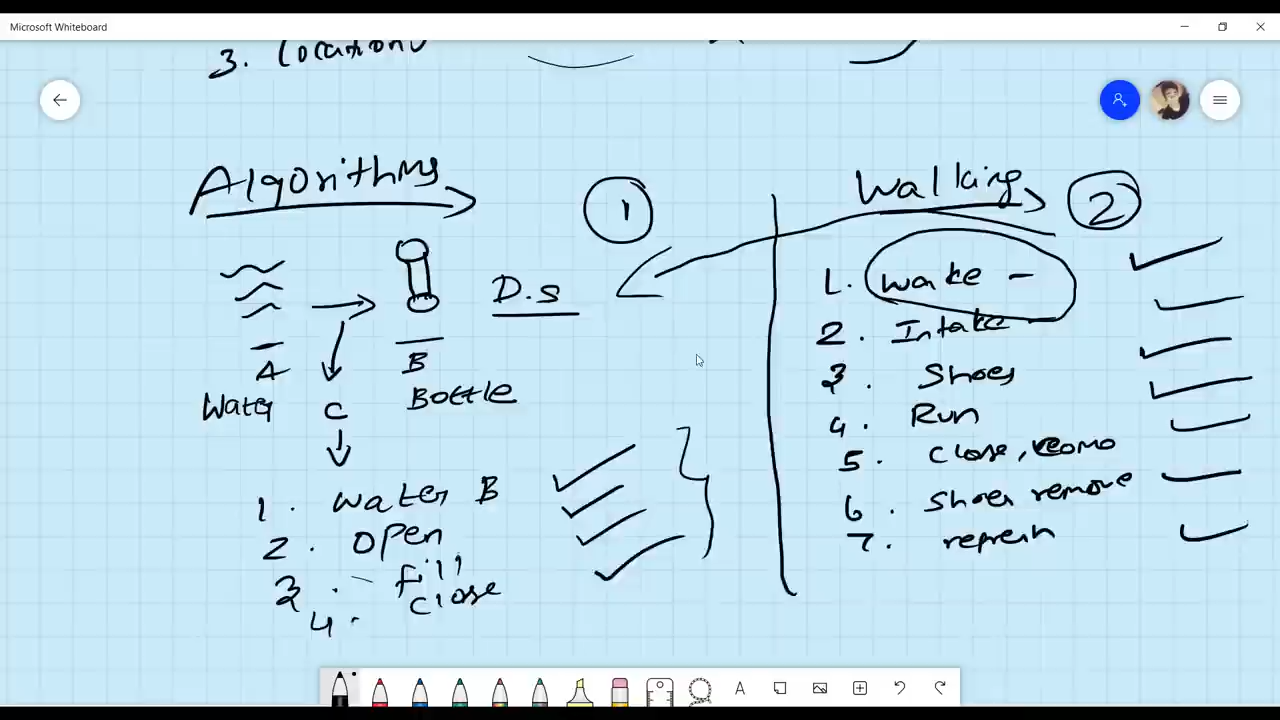 Microsoft Whiteboard
3. Locations
Algorithms
1
D.s
A
B
Water
C
Bottle
1. Water B
2. open
3. fill
4. close
Walking
2
1. Wake -
2. Intake -
3. Shoes
4. Run
5. Close,
6. Shoes remove
7. refresh
A